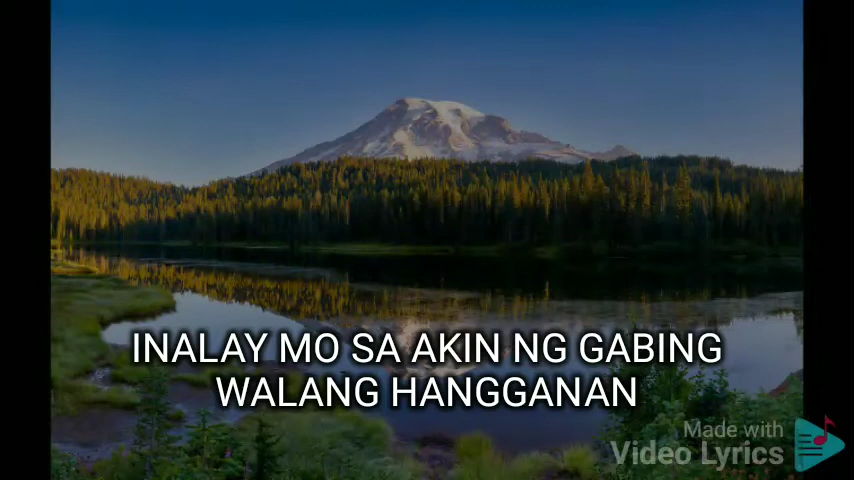 INALAY MO SA AKIN NG GABING
WALANG HANGGANAN
Made with
Video Lyrics